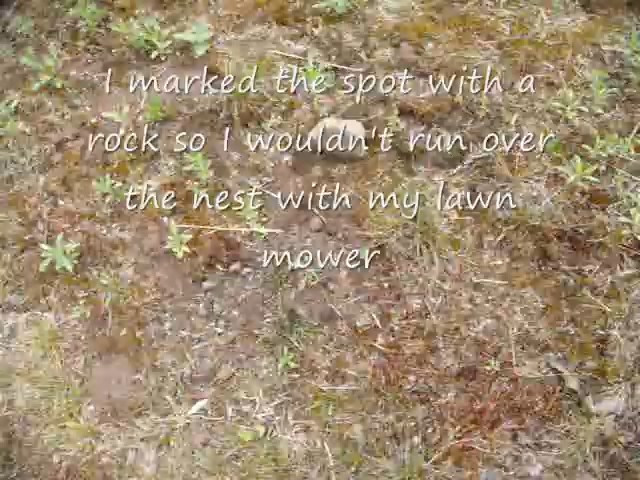 I marked the spot with a
rock so I wouldn't run over
the nest with my lawn
mower